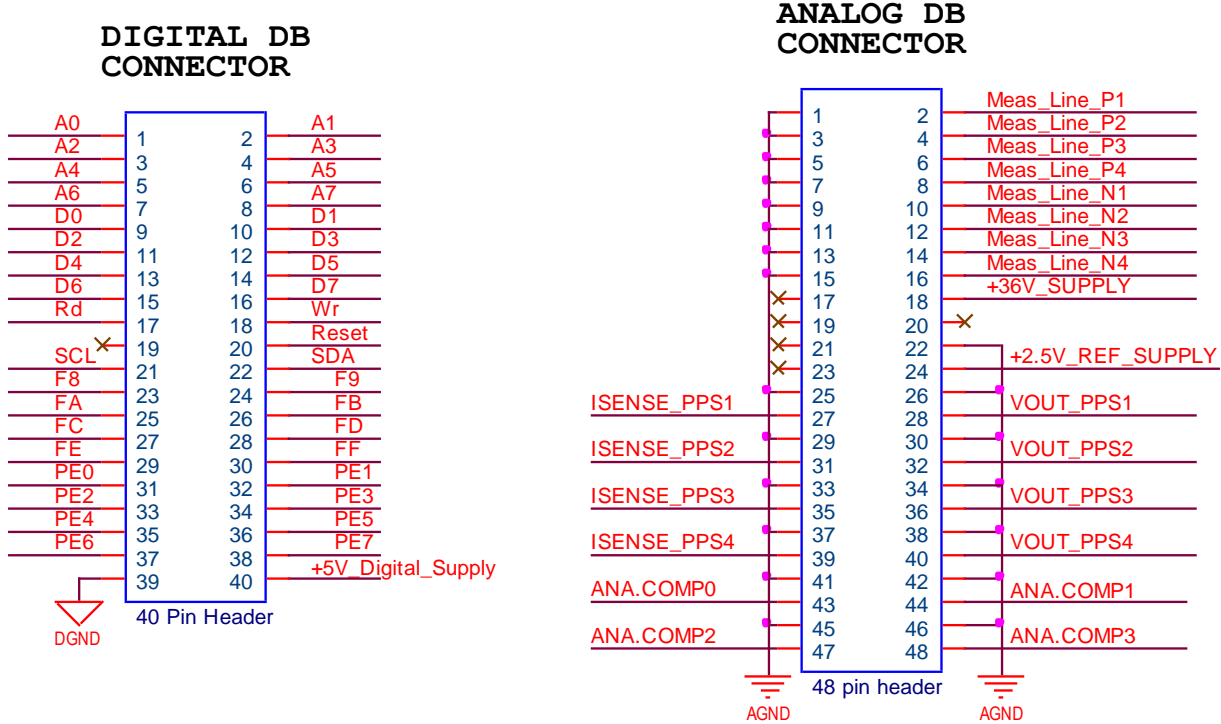 DIGITAL DB
CONNECTOR
A0 1 2 A1
A2 3 4 A3
A4 5 6 A5
A6 7 8 A7
D0 9 10 D1
D2 11 12 D3
D4 13 14 D5
D6 15 16 D7
Rd 17 18 Wr
19 20 Reset
SCL 21 22 SDA
F8 23 24 F9
FA 25 26 FB
FC 27 28 FD
FE 29 30 FF
PE0 31 32 PE1
PE2 33 34 PE3
PE4 35 36 PE5
PE6 37 38 PE7
39 40 +5V_Digital_Supply
DGND
40 Pin Header
ANALOG DB
CONNECTOR
1 2 Meas_Line_P1
3 4 Meas_Line_P2
5 6 Meas_Line_P3
7 8 Meas_Line_P4
9 10 Meas_Line_N1
11 12 Meas_Line_N2
13 14 Meas_Line_N3
15 16 Meas_Line_N4
17 18 +36V_SUPPLY
19 20
21 22
23 24 +2.5V_REF_SUPPLY
25 26
ISENSE_PPS1 27 28 VOUT_PPS1
29 30
ISENSE_PPS2 31 32 VOUT_PPS2
33 34
ISENSE_PPS3 35 36 VOUT_PPS3
37 38
ISENSE_PPS4 39 40 VOUT_PPS4
41 42
ANA.COMP0 43 44 ANA.COMP1
45 46
ANA.COMP2 47 48 ANA.COMP3
48 pin header
AGND AGND